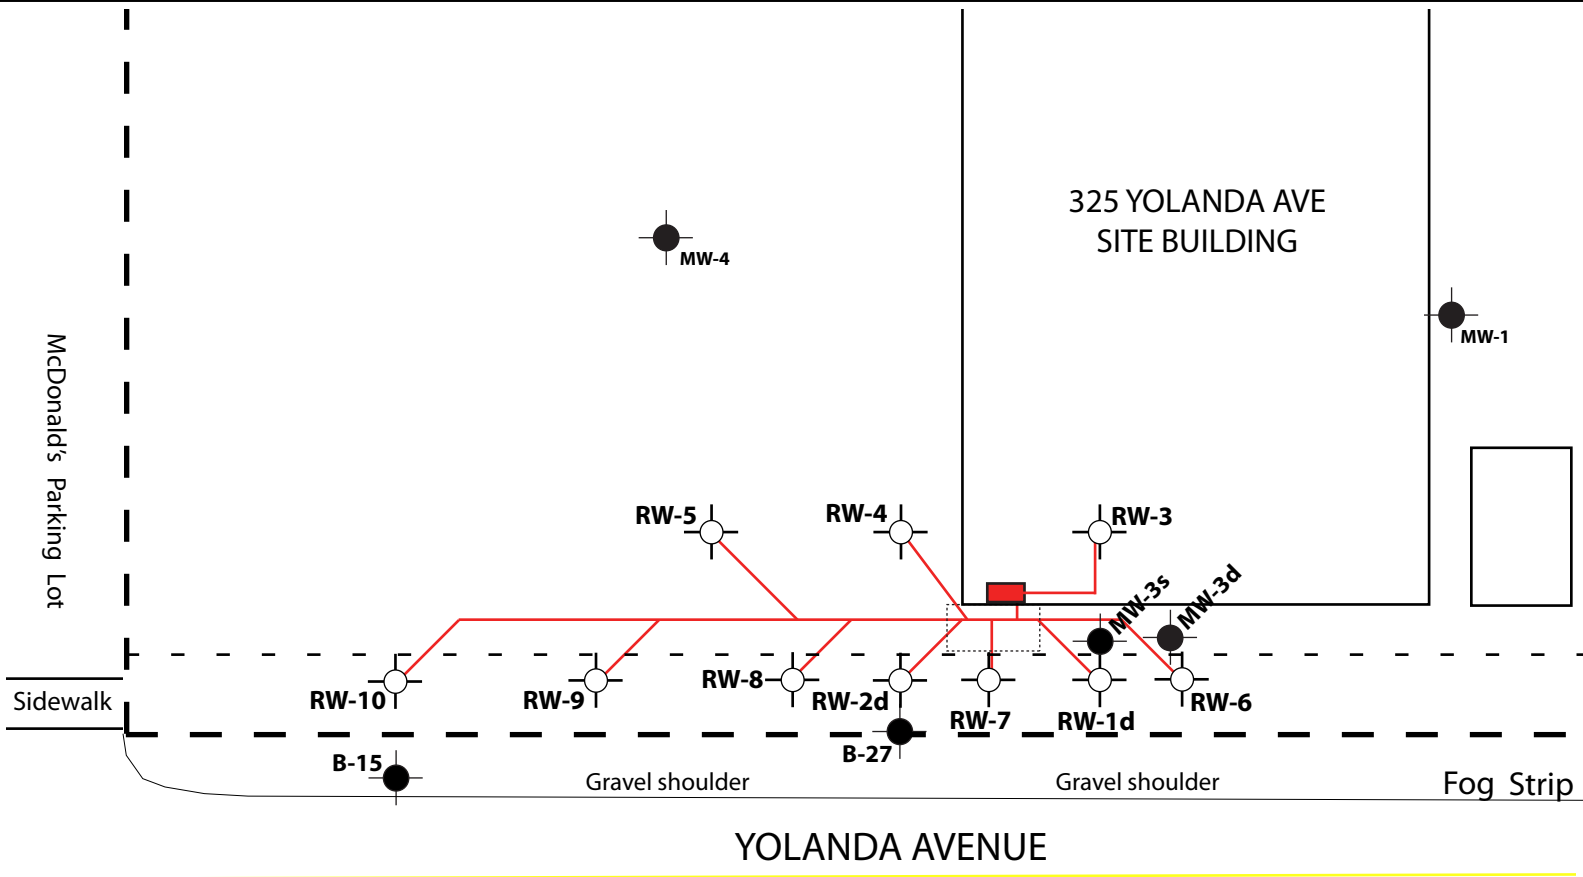 325 YOLANDA AVE
SITE BUILDING
MW-4
MW-1
McDonald's Parking Lot
RW-5
RW-4
RW-3
MW-3s
MW-3d
Sidewalk
RW-10
RW-9
RW-8
RW-2d
RW-7
RW-1d
RW-6
B-15
B-27
Gravel shoulder
Gravel shoulder
Fog Strip
YOLANDA AVENUE